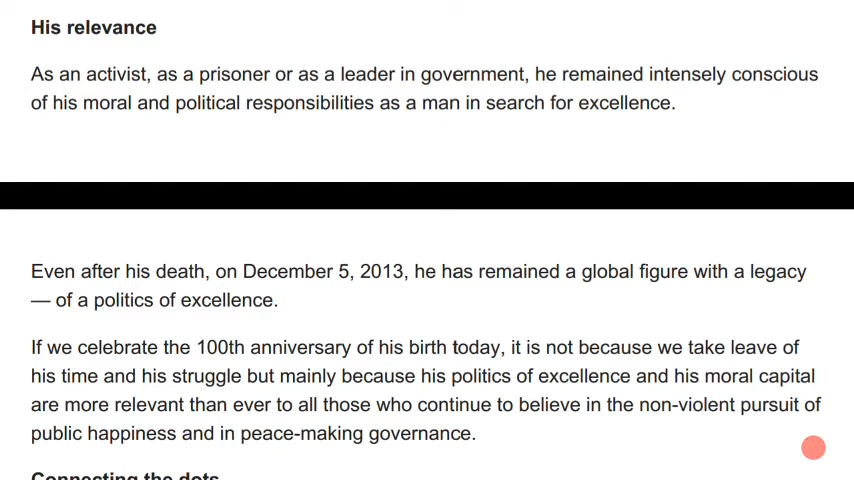 His relevance
As an activist, as a prisoner or as a leader in government, he remained intensely conscious
of his moral and political responsibilities as a man in search for excellence.
Even after his death, on December 5, 2013, he has remained a global figure with a legacy
— of a politics of excellence.
If we celebrate the 100th anniversary of his birth today, it is not because we take leave of
his time and his struggle but mainly because his politics of excellence and his moral capital
are more relevant than ever to all those who continue to believe in the non-violent pursuit of
public happiness and in peace-making governance.
Connecting the dots